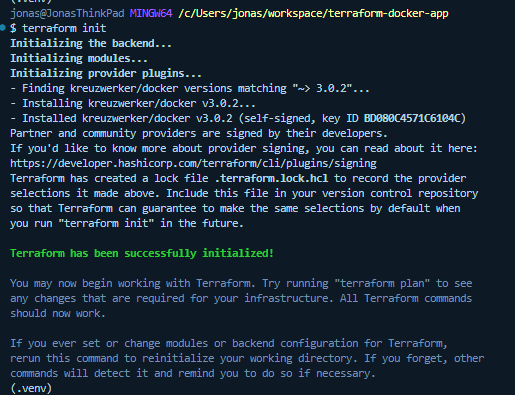 (.venv)
jonas@JonasThinkPad MINGW64 /c/Users/jonas/workspace/terraform-docker-app
$ terraform init
Initializing the backend...
Initializing modules...
Initializing provider plugins...
- Finding kreuzwerker/docker versions matching "~> 3.0.2"...
- Installing kreuzwerker/docker v3.0.2...
- Installed kreuzwerker/docker v3.0.2 (self-signed, key ID BD080C4571C6104C)
Partner and community providers are signed by their developers.
If you'd like to know more about provider signing, you can read about it here:
https://developer.hashicorp.com/terraform/cli/plugins/signing
Terraform has created a lock file .terraform.lock.hcl to record the provider
selections it made above. Include this file in your version control repository
so that Terraform can guarantee to make the same selections by default when
you run "terraform init" in the future.
Terraform has been successfully initialized!
You may now begin working with Terraform. Try running "terraform plan" to see
any changes that are required for your infrastructure. All Terraform commands
should now work.
If you ever set or change modules or backend configuration for Terraform,
rerun this command to reinitialize your working directory. If you forget, other
commands will detect it and remind you to do so if necessary.
(.venv)